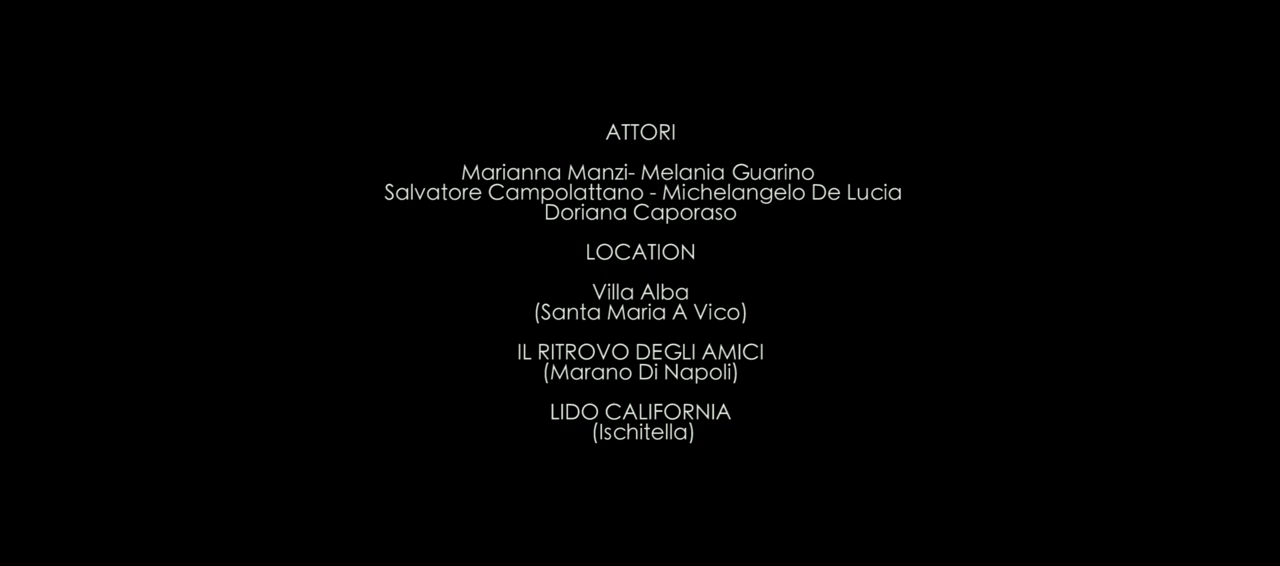 ATTORI
Marianna Manzi- Melania Guarino
Salvatore Campolattano - Michelangelo De Lucia
Doriana Caporaso
LOCATION
Villa Alba
(Santa Maria A Vico)
IL RITROVO DEGLI AMICI
(Marano Di Napoli)
LIDO CALIFORNIA
(Ischitella)